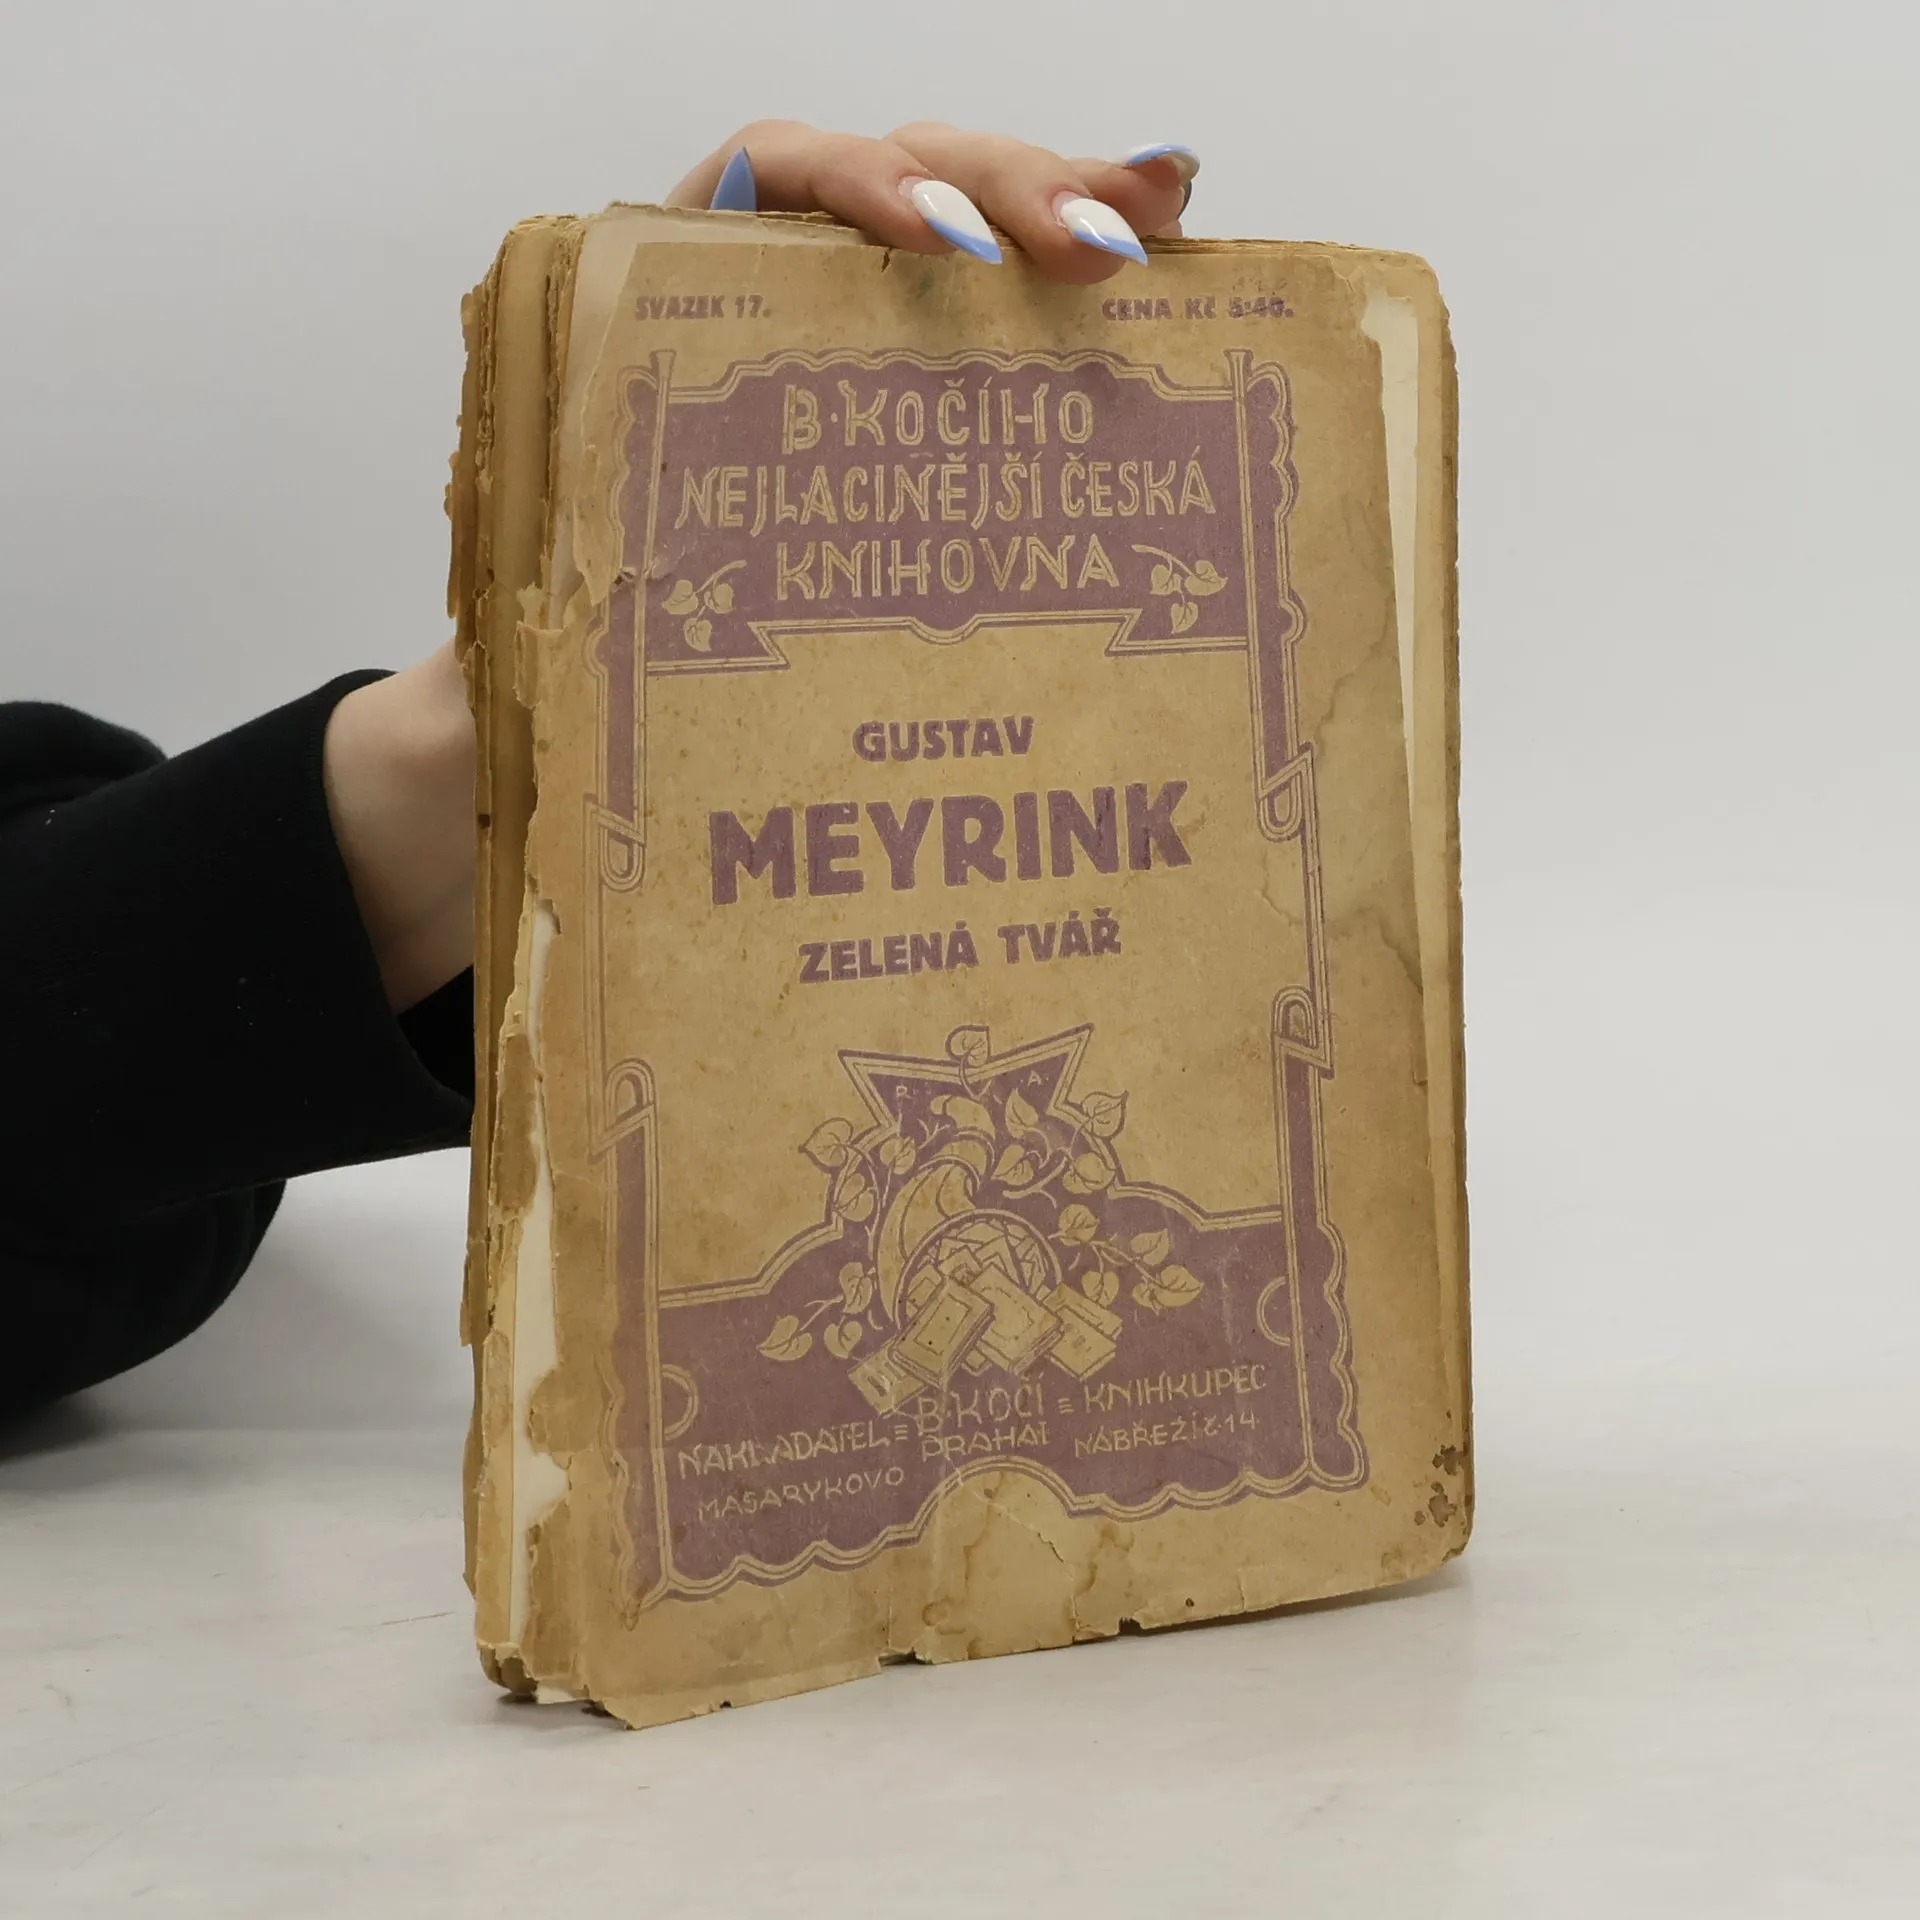 SVAZEK 17.
CENA Kč 5·40.
B·KOČÍHO
NEJLACINĚJŠÍ ČESKÁ
KNIHOVNA
GUSTAV
MEYRINK
ZELENÁ TVÁŘ
R. A.
NAKLADATEL = B·KOČÍ = KNIHKUPEC
MASARYKOVO PRAHA I NÁBŘEŽÍ č·14